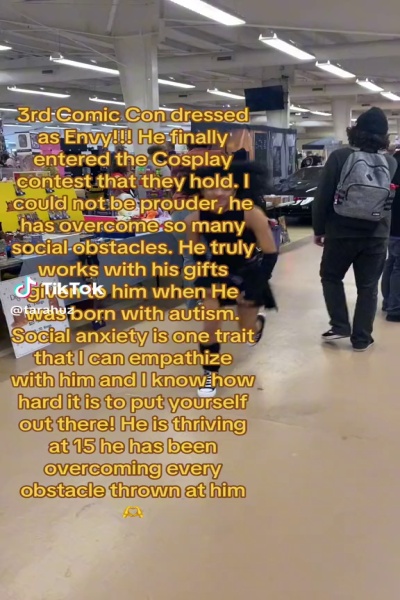 3rd Comic Con dressed
as Envy!!! He finally
entered the Cosplay
contest that they hold. I
could not be prouder, he
has overcome so many
social obstacles. He truly
works with his gifts
given to him when He
was born with autism.
Social anxiety is one trait
that I can empathize
with him and I know how
hard it is to put yourself
out there! He is thriving
at 15 he has been
overcoming every
obstacle thrown at him
🫶
TikTok
@tarahua